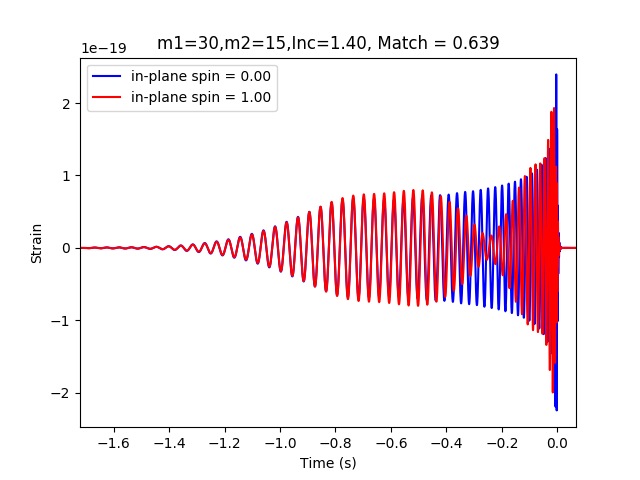 m1=30,m2=15,Inc=1.40, Match = 0.639
1e−19
in-plane spin = 0.00
in-plane spin = 1.00
2
1
0
−1
−2
Strain
−1.6 −1.4 −1.2 −1.0 −0.8 −0.6 −0.4 −0.2 0.0
Time (s)